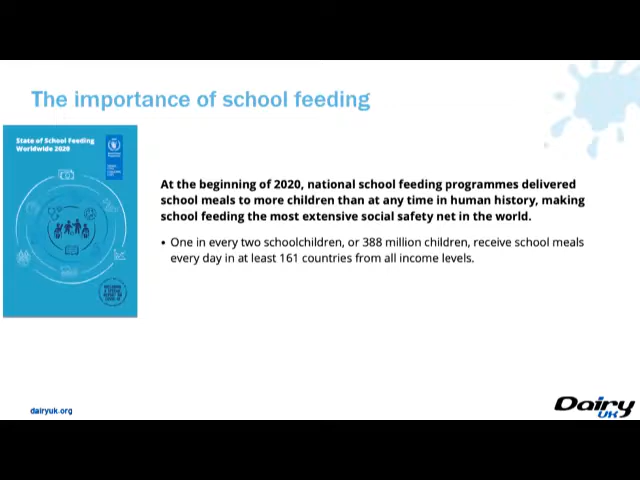 The importance of school feeding
State of School Feeding
Worldwide 2020
At the beginning of 2020, national school feeding programmes delivered
school meals to more children than at any time in human history, making
school feeding the most extensive social safety net in the world.
• One in every two schoolchildren, or 388 million children, receive school meals
every day in at least 161 countries from all income levels.
dairyuk.org
Dairy
UK